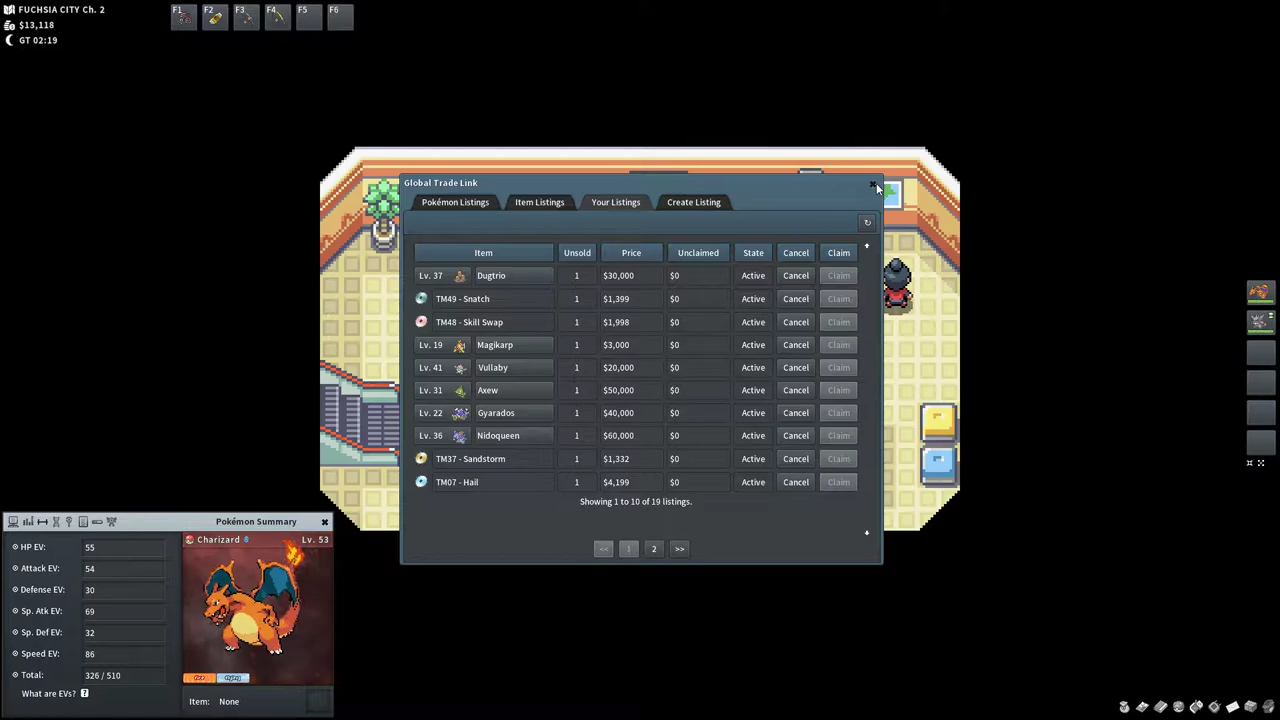 FUCHSIA CITY Ch. 2
$13,118
GT 02:19
F1 F2 F3 F4 F5 F6
Global Trade Link
Pokémon Listings Item Listings Your Listings Create Listing
Item Unsold Price Unclaimed State Cancel Claim
Lv. 37 Dugtrio 1 $30,000 $0 Active Cancel Claim
TM49 - Snatch 1 $1,399 $0 Active Cancel Claim
TM48 - Skill Swap 1 $1,998 $0 Active Cancel Claim
Lv. 19 Magikarp 1 $3,000 $0 Active Cancel Claim
Lv. 41 Vullaby 1 $20,000 $0 Active Cancel Claim
Lv. 31 Axew 1 $50,000 $0 Active Cancel Claim
Lv. 22 Gyarados 1 $40,000 $0 Active Cancel Claim
Lv. 36 Nidoqueen 1 $60,000 $0 Active Cancel Claim
TM37 - Sandstorm 1 $1,332 $0 Active Cancel Claim
TM07 - Hail 1 $4,199 $0 Active Cancel Claim
Showing 1 to 10 of 19 listings.
<< 1 2 >>
Pokémon Summary
Charizard Lv. 53
HP EV: 55
Attack EV: 54
Defense EV: 30
Sp. Atk EV: 69
Sp. Def EV: 32
Speed EV: 86
Total: 326 / 510
What are EVs? ?
fire flying
Item: None